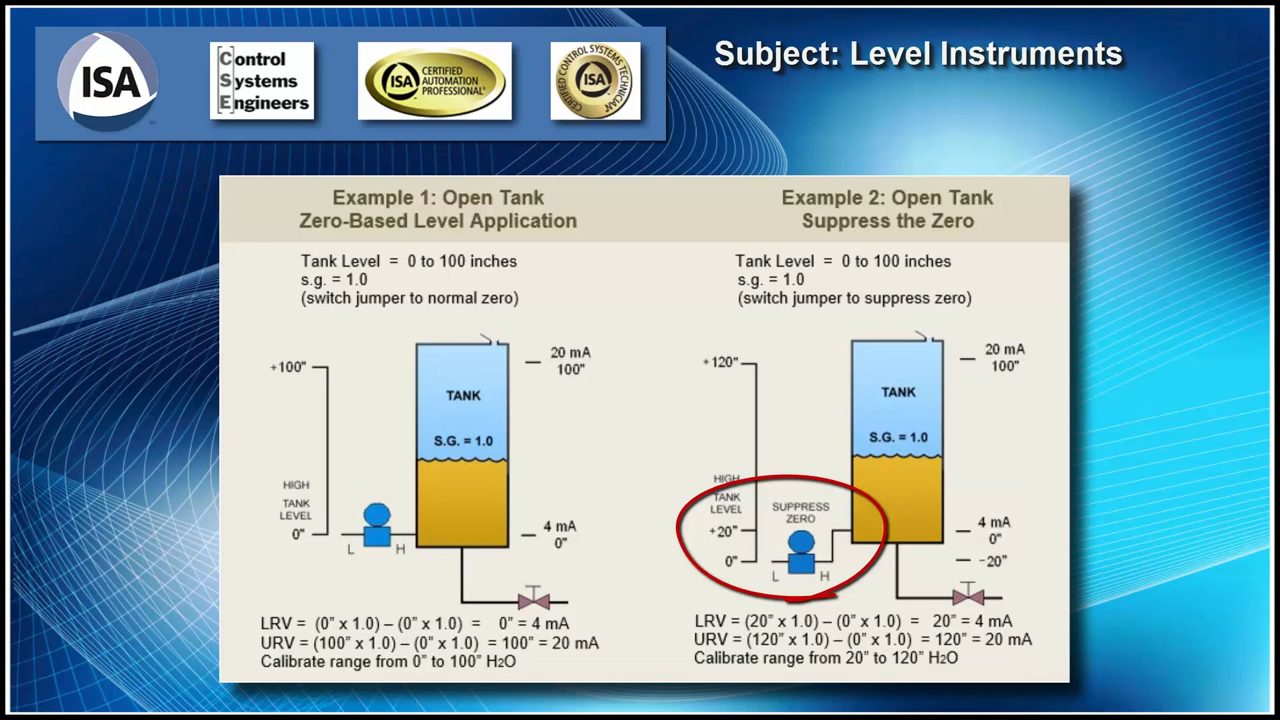 ISA
[C]ontrol
[S]ystems
[E]ngineers
ISA
CERTIFIED
AUTOMATION
PROFESSIONAL®
CERTIFIED CONTROL SYSTEMS TECHNICIAN
ISA
Subject: Level Instruments
Example 1: Open Tank
Zero-Based Level Application
Tank Level = 0 to 100 inches
s.g. = 1.0
(switch jumper to normal zero)
+100"
20 mA
100"
TANK
S.G. = 1.0
HIGH
TANK
LEVEL
0"
L
H
4 mA
0"
LRV = (0" x 1.0) – (0" x 1.0) = 0" = 4 mA
URV = (100" x 1.0) – (0" x 1.0) = 100" = 20 mA
Calibrate range from 0" to 100" H2O
Example 2: Open Tank
Suppress the Zero
Tank Level = 0 to 100 inches
s.g. = 1.0
(switch jumper to suppress zero)
+120"
20 mA
100"
TANK
S.G. = 1.0
HIGH
TANK
LEVEL
+20"
0"
SUPPRESS
ZERO
L
H
4 mA
0"
–20"
LRV = (20" x 1.0) – (0" x 1.0) = 20" = 4 mA
URV = (120" x 1.0) – (0" x 1.0) = 120" = 20 mA
Calibrate range from 20" to 120" H2O